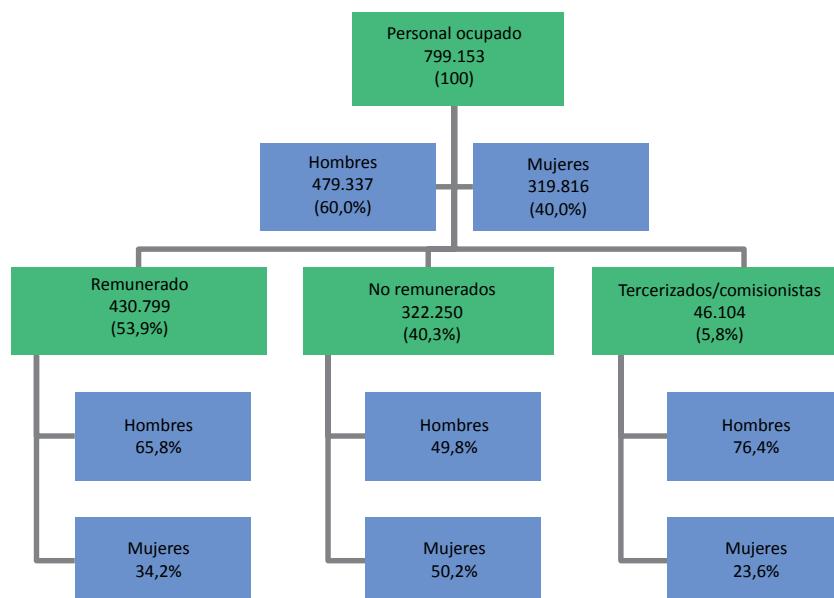 Personal ocupado
799.153
(100)
Hombres
479.337
(60,0%)
Mujeres
319.816
(40,0%)
Remunerado
430.799
(53,9%)
No remunerados
322.250
(40,3%)
Tercerizados/comisionistas
46.104
(5,8%)
Hombres
65,8%
Hombres
49,8%
Hombres
76,4%
Mujeres
34,2%
Mujeres
50,2%
Mujeres
23,6%